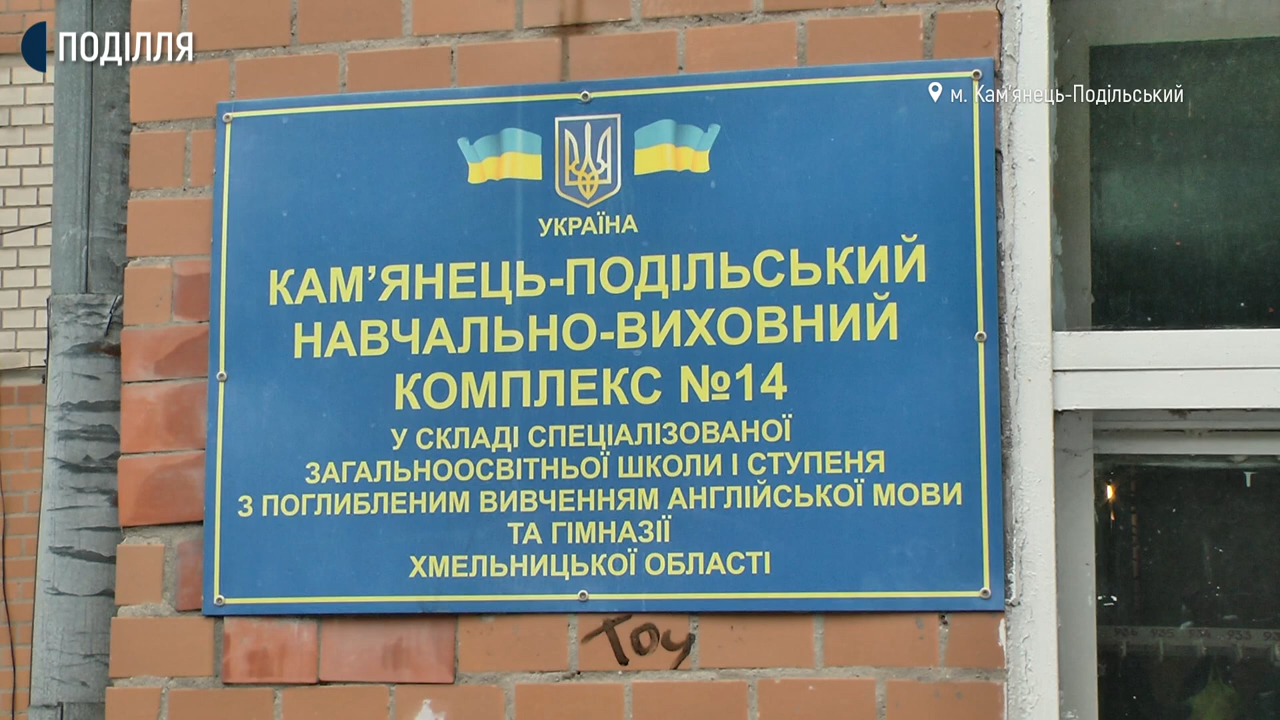 ПОДІЛЛЯ
м. Кам'янець-Подільський
УКРАЇНА
КАМ’ЯНЕЦЬ-ПОДІЛЬСЬКИЙ
НАВЧАЛЬНО-ВИХОВНИЙ
КОМПЛЕКС №14
У СКЛАДІ СПЕЦІАЛІЗОВАНОЇ
ЗАГАЛЬНООСВІТНЬОЇ ШКОЛИ І СТУПЕНЯ
З ПОГЛИБЛЕНИМ ВИВЧЕННЯМ АНГЛІЙСЬКОЇ МОВИ
ТА ГІМНАЗІЇ
ХМЕЛЬНИЦЬКОЇ ОБЛАСТІ